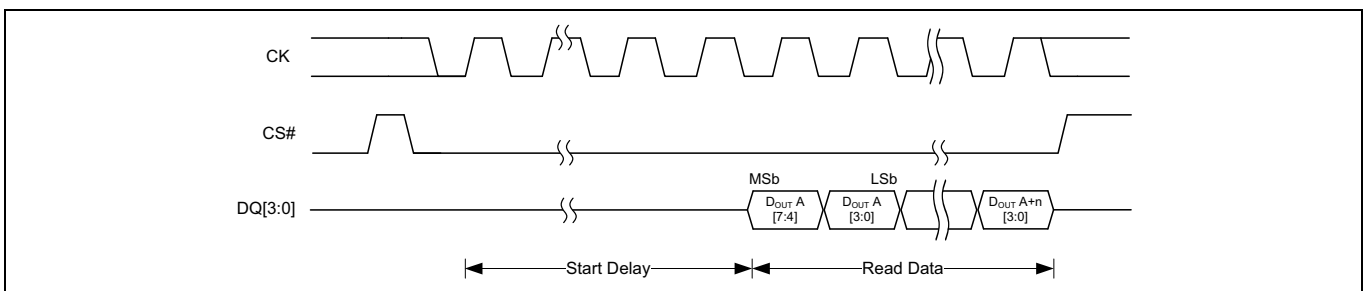 CK
CS#
MSb LSb
DQ[3:0] DOUT A DOUT A DOUT A+n
[7:4] [3:0] [3:0]
Start Delay Read Data